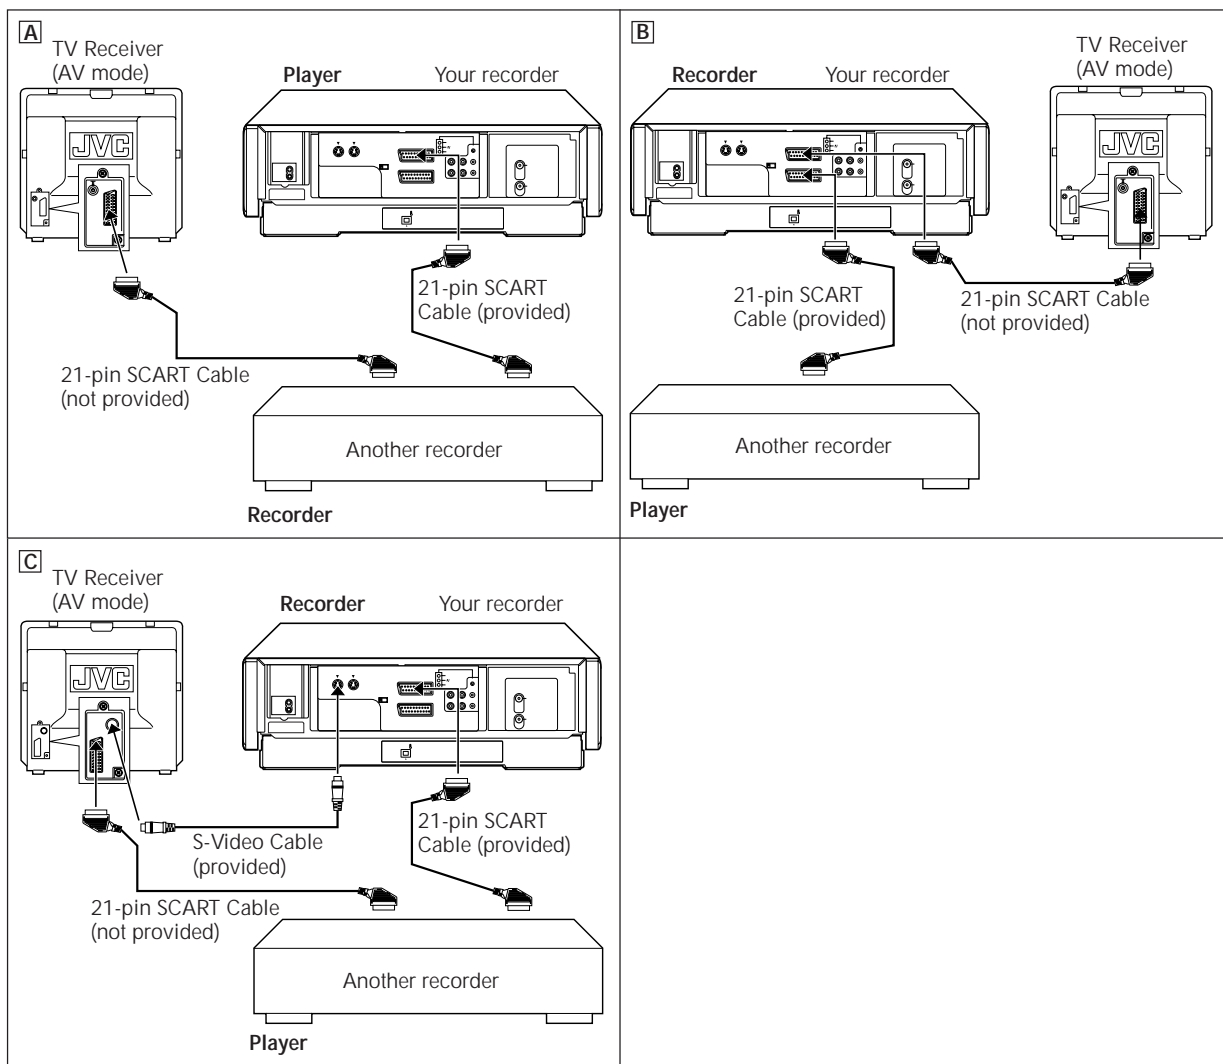 A
TV Receiver
(AV mode)
Player
Your recorder
JVC
21-pin SCART
Cable (provided)
21-pin SCART Cable
(not provided)
Another recorder
Recorder
B
Recorder
Your recorder
TV Receiver
(AV mode)
JVC
21-pin SCART
Cable (provided)
21-pin SCART Cable
(not provided)
Another recorder
Player
C
TV Receiver
(AV mode)
Recorder
Your recorder
JVC
S-Video Cable
(provided)
21-pin SCART
Cable (provided)
21-pin SCART Cable
(not provided)
Another recorder
Player